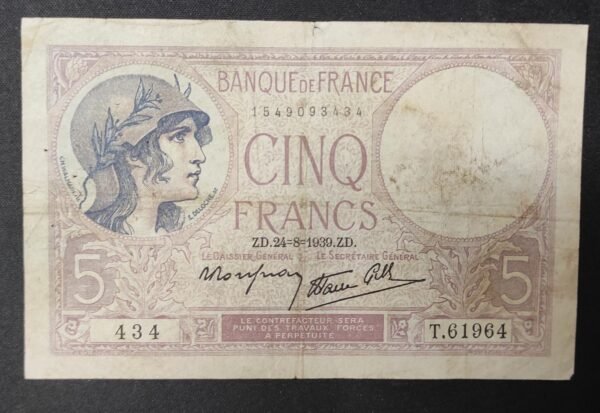 BANQUE DE FRANCE
1549093434
CINQ
FRANCS
ZD.24=8=1939.ZD.
LE CAISSIER GÉNÉRAL LE SECRÉTAIRE GÉNÉRAL
5 5
LE CONTREFACTEUR SERA
PUNI DES TRAVAUX FORCÉS
À PERPÉTUITÉ
434 T.61964
E. DELOCHE